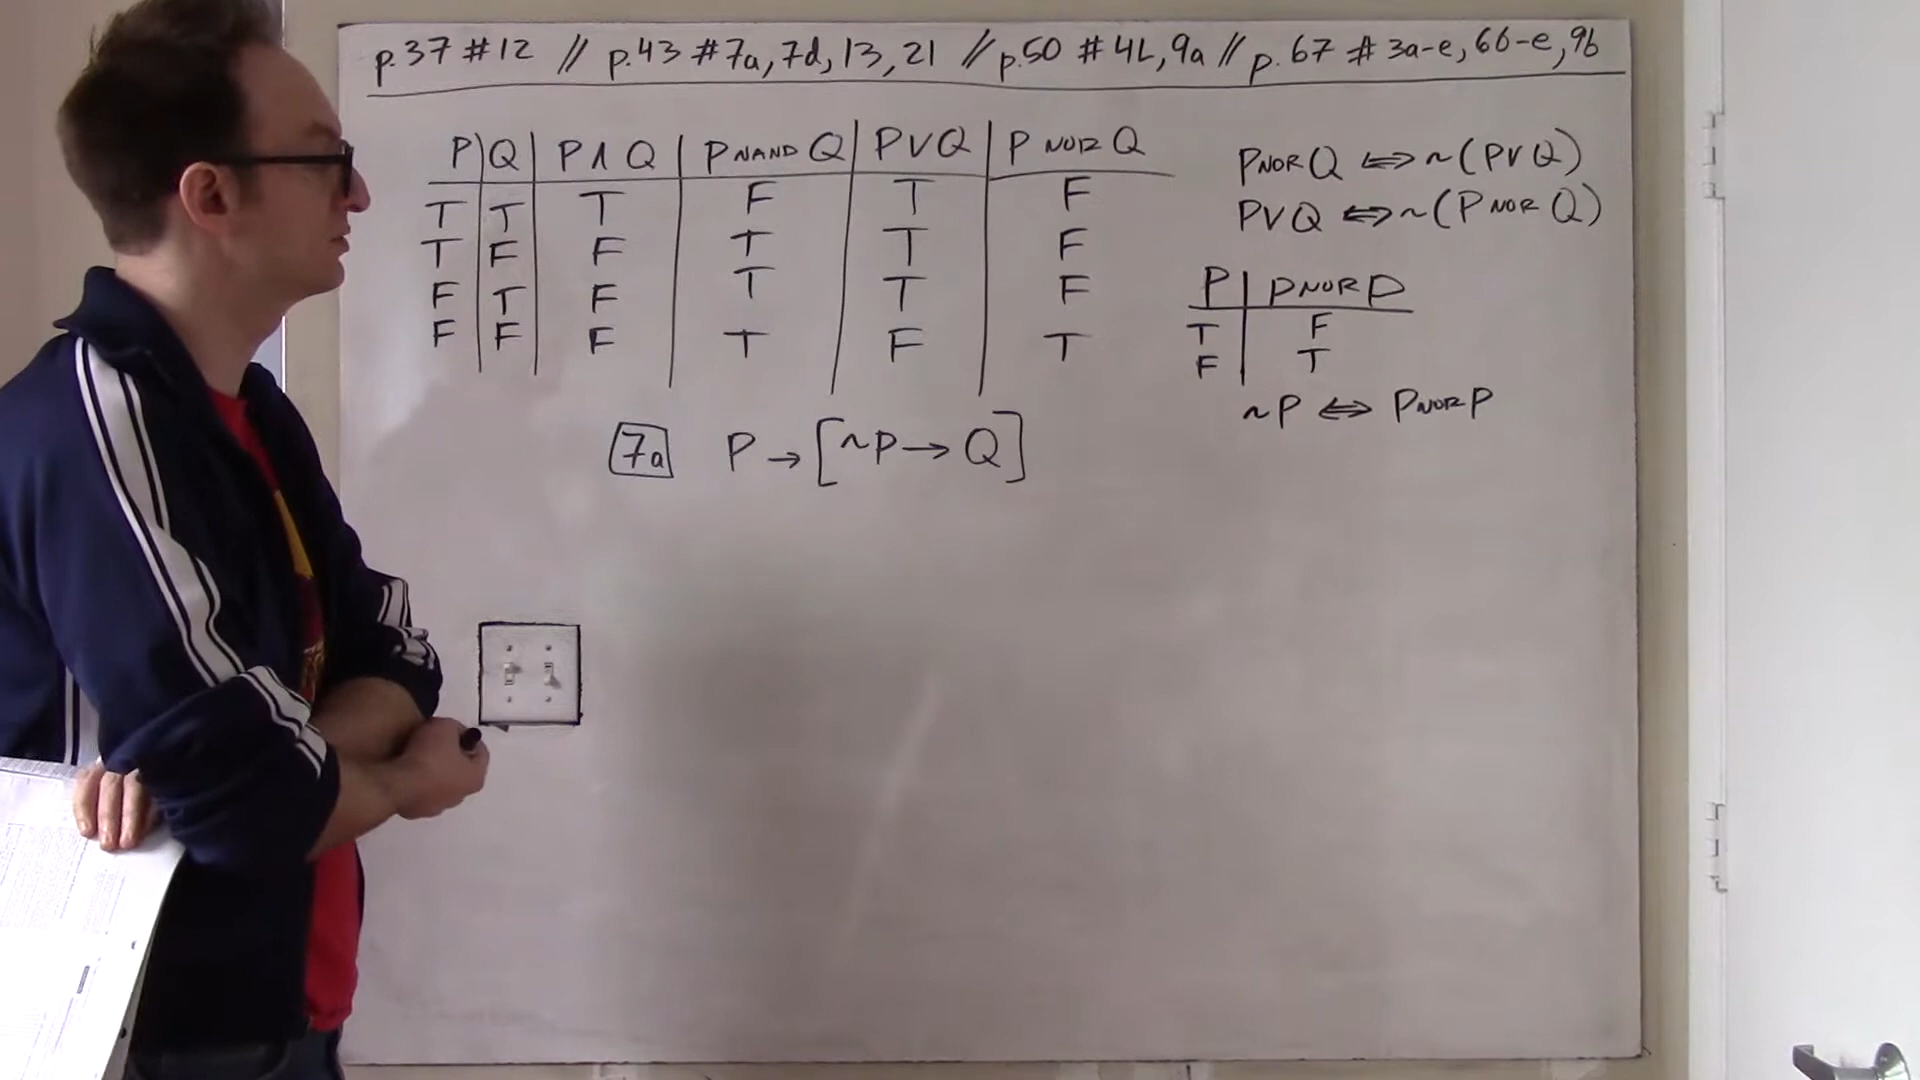 p.37 #12 // p.43 #7a, 7d, 13, 21 // p.50 #4L, 9a // p.67 #3a-e, 6b-e, 9b
P Q P∧Q P NAND Q P∨Q P NOR Q
T T T F T F
T F F T T F
F T F T T F
F F F T F T
P NOR Q ⇔ ~(P∨Q)
P∨Q ⇔ ~(P NOR Q)
P P NOR P
T F
F T
~P ⇔ P NOR P
7a P → [~P → Q]